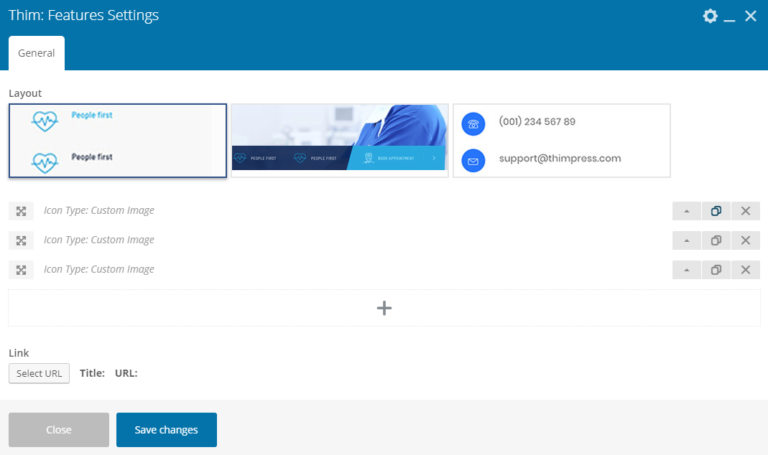 Thim: Features Settings
General
Layout
People first
People first
PEOPLE FIRST
PEOPLE FIRST
BOOK APPOINTMENT
(001) 234 567 89
support@thimpress.com
Icon Type: Custom Image
Icon Type: Custom Image
Icon Type: Custom Image
Link
Select URL Title: URL:
Close Save changes